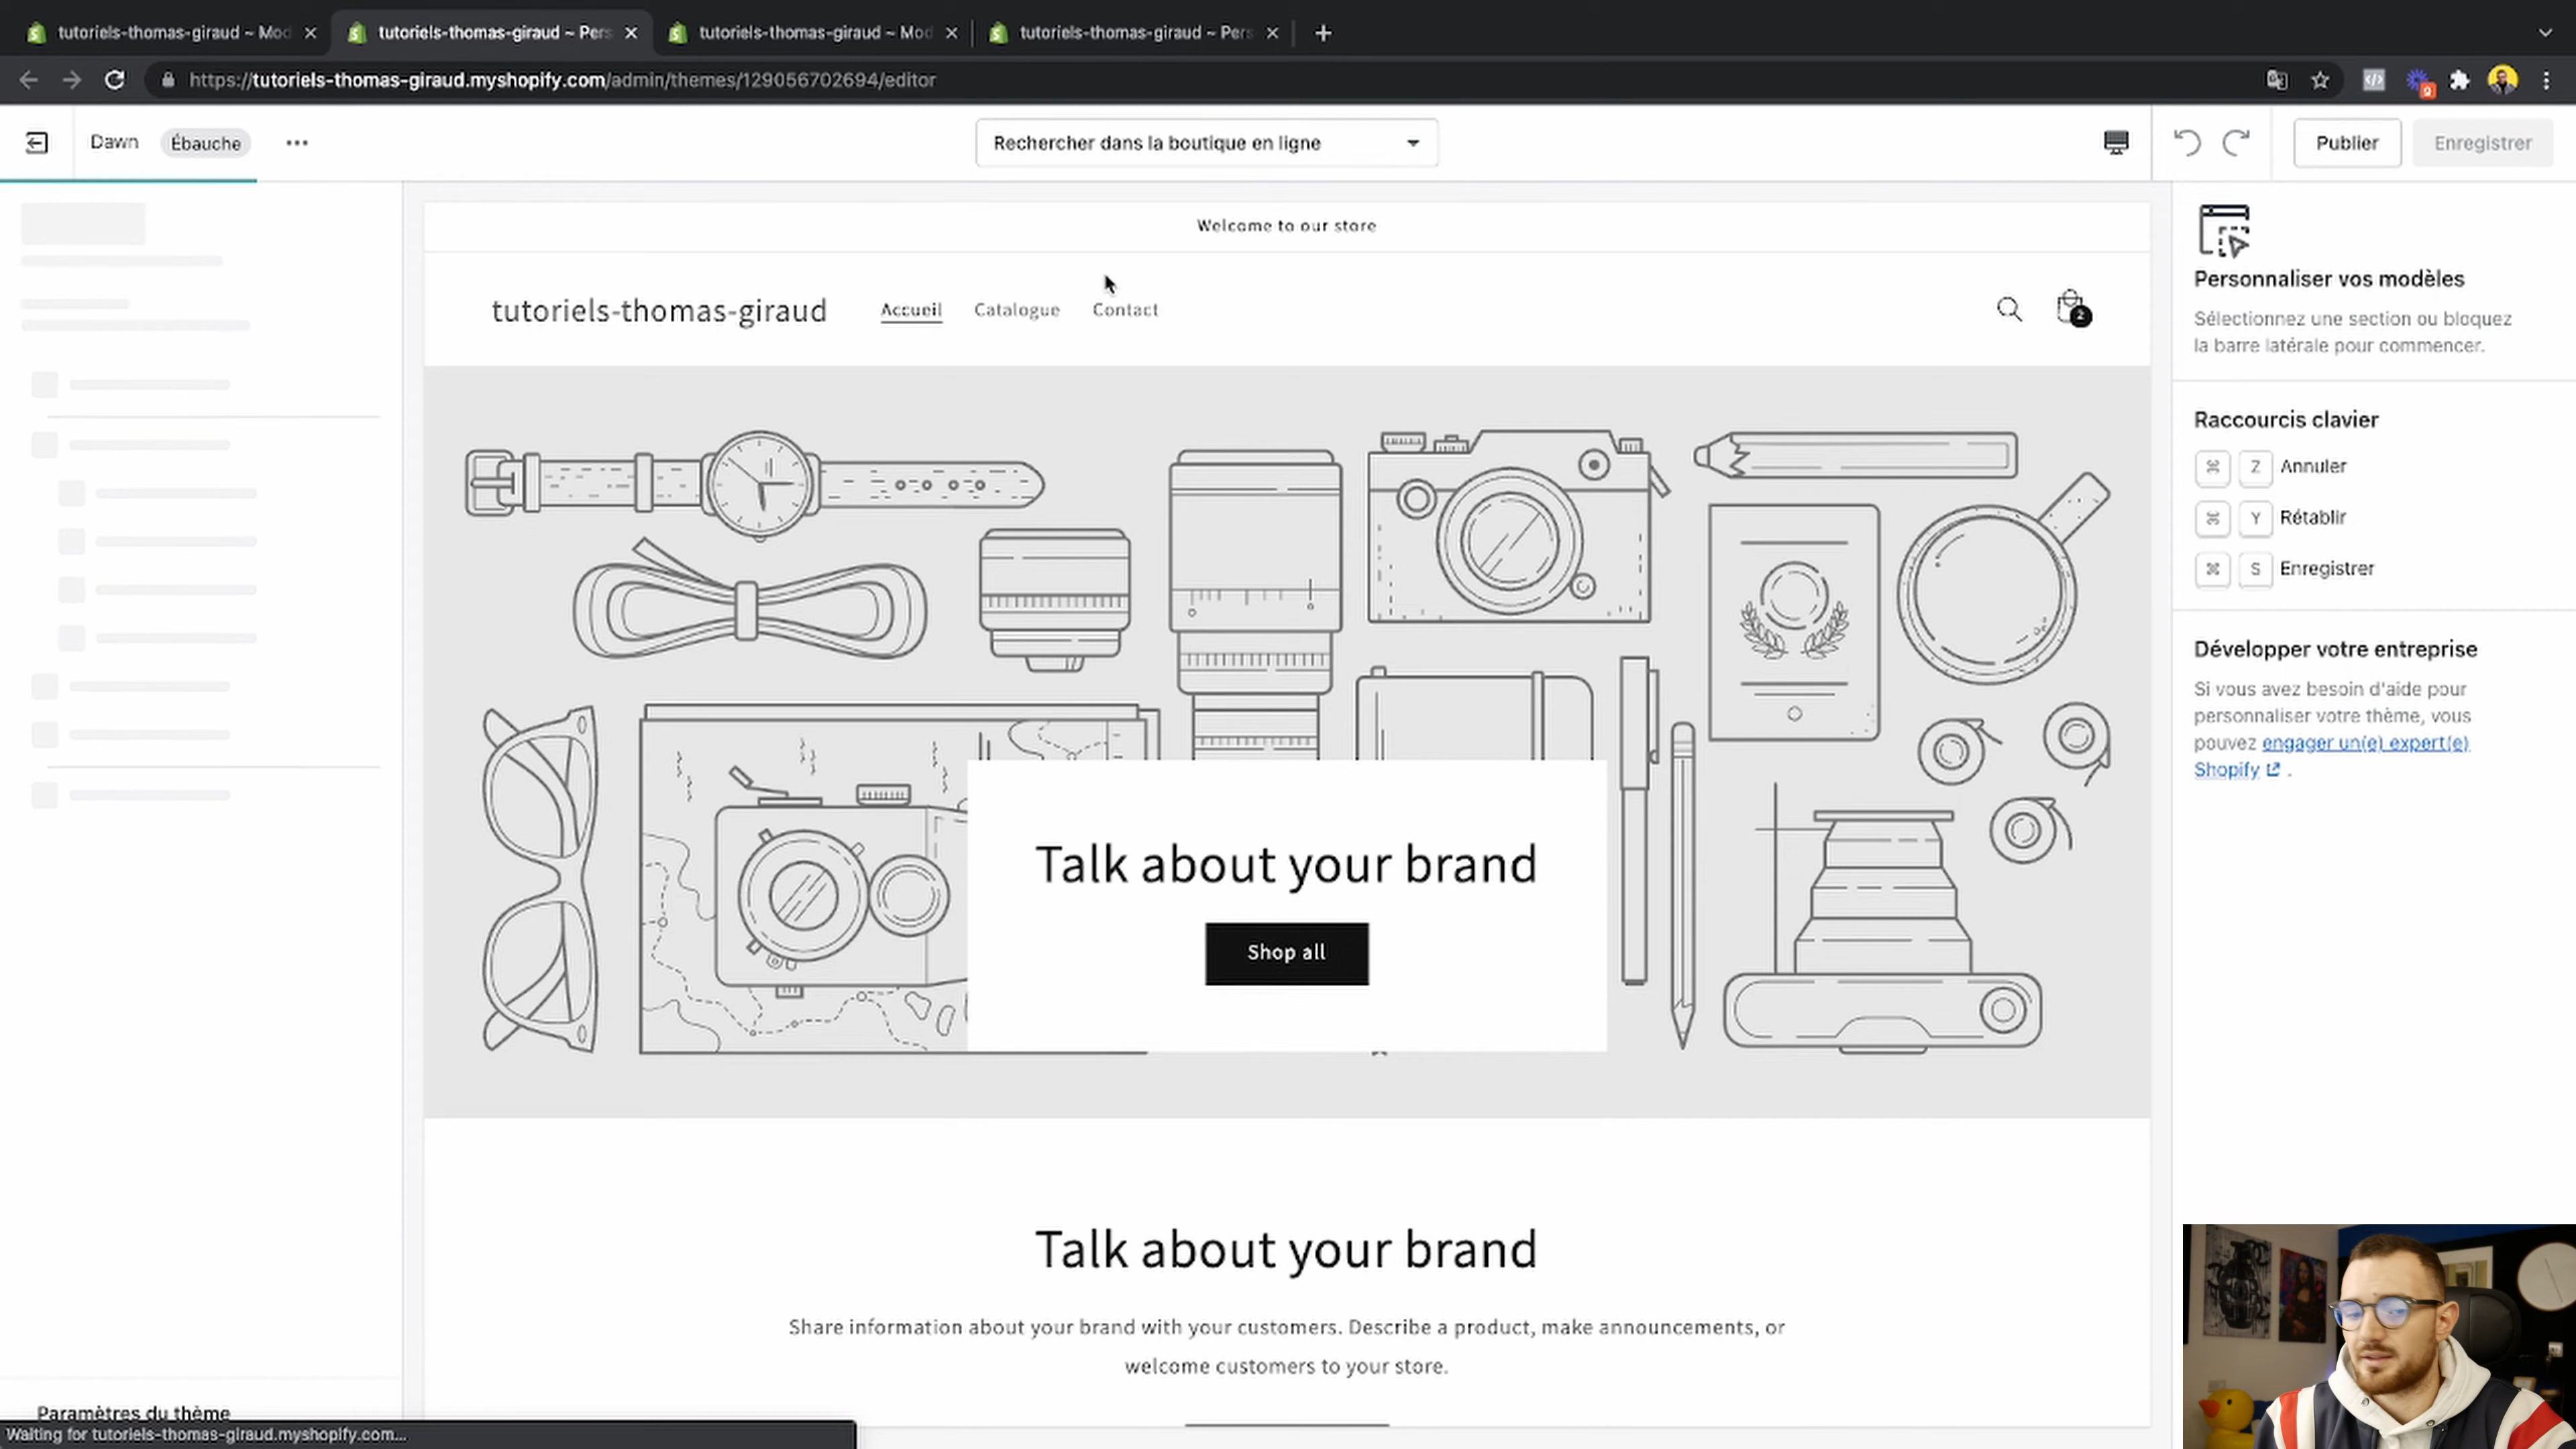 tutoriels-thomas-giraud ~ Mod
tutoriels-thomas-giraud ~ Pers
tutoriels-thomas-giraud ~ Mod
tutoriels-thomas-giraud ~ Pers
https://tutoriels-thomas-giraud.myshopify.com/admin/themes/129056702694/editor
Dawn
Ébauche
Rechercher dans la boutique en ligne
Publier
Enregistrer
Welcome to our store
tutoriels-thomas-giraud
Accueil
Catalogue
Contact
2
Talk about your brand
Shop all
Talk about your brand
Share information about your brand with your customers. Describe a product, make announcements, or
welcome customers to your store.
Personnaliser vos modèles
Sélectionnez une section ou bloquez
la barre latérale pour commencer.
Raccourcis clavier
⌘ Z Annuler
⌘ Y Rétablir
⌘ S Enregistrer
Développer votre entreprise
Si vous avez besoin d'aide pour
personnaliser votre thème, vous
pouvez engager un(e) expert(e)
Shopify .
Paramètres du thème
Waiting for tutoriels-thomas-giraud.myshopify.com...